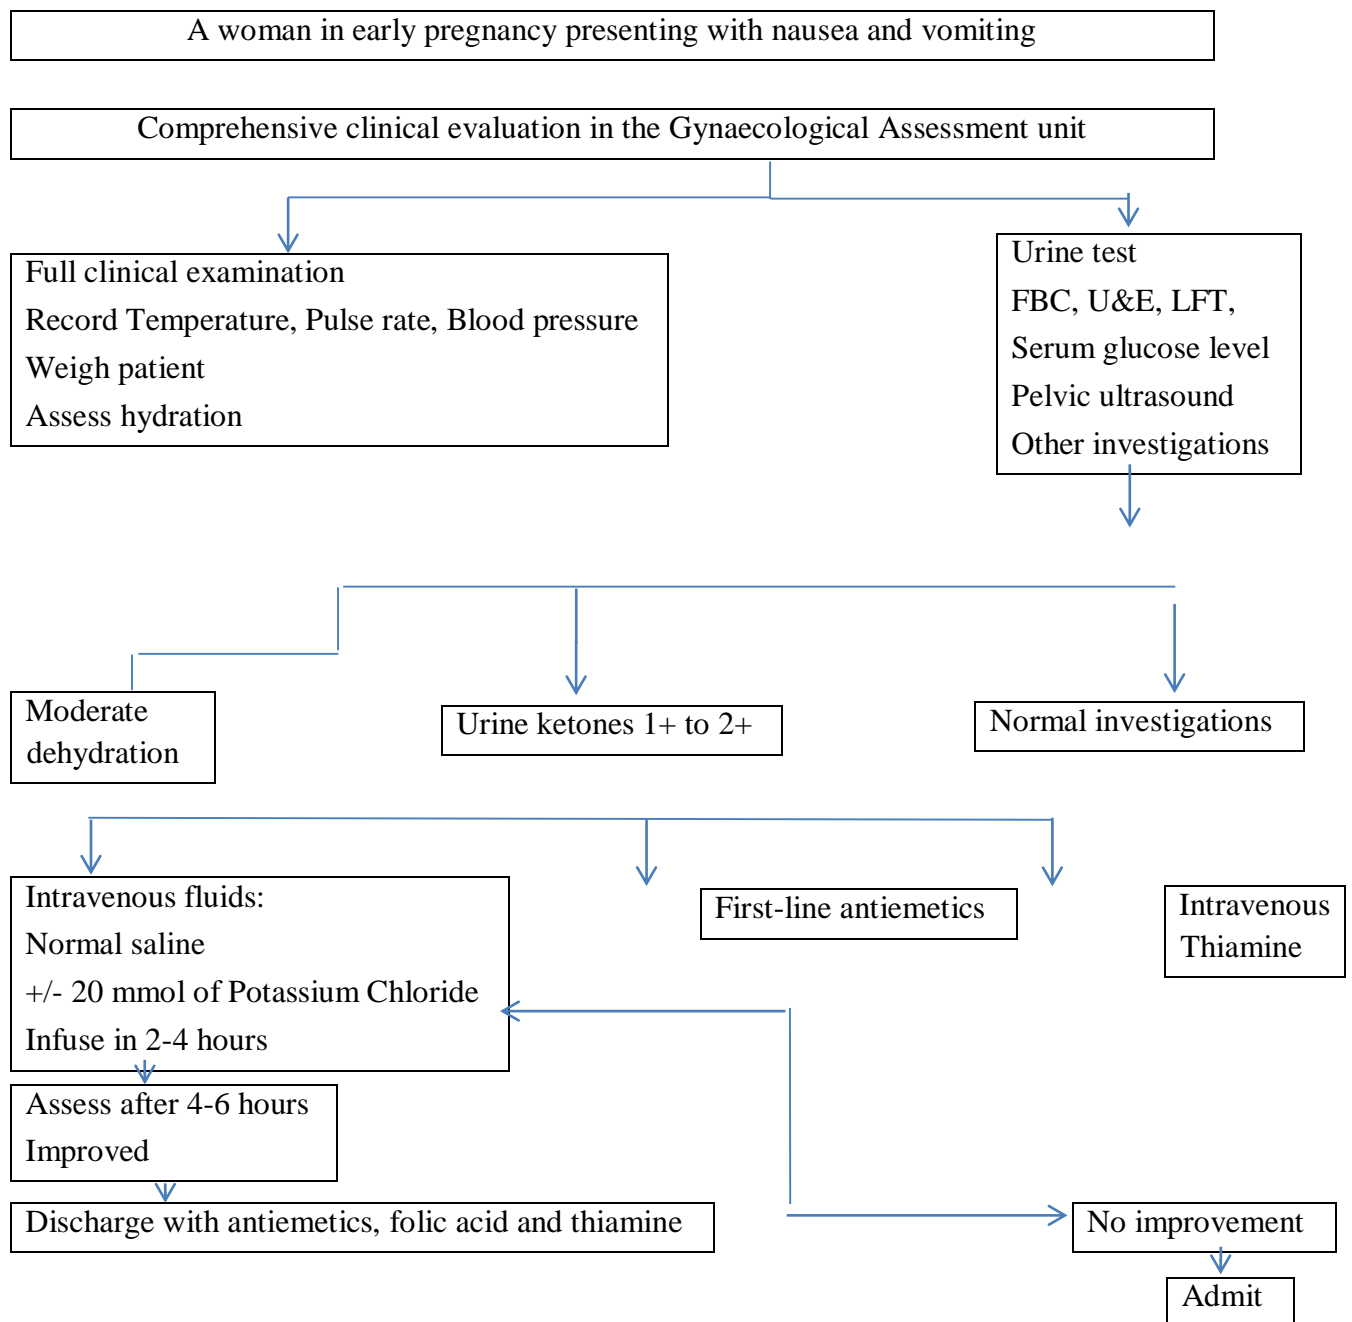 A woman in early pregnancy presenting with nausea and vomiting
Comprehensive clinical evaluation in the Gynaecological Assessment unit
Full clinical examination
Record Temperature, Pulse rate, Blood pressure
Weigh patient
Assess hydration
Urine test
FBC, U&E, LFT,
Serum glucose level
Pelvic ultrasound
Other investigations
Moderate
dehydration
Urine ketones 1+ to 2+
Normal investigations
Intravenous fluids:
Normal saline
+/- 20 mmol of Potassium Chloride
Infuse in 2-4 hours
First-line antiemetics
Intravenous
Thiamine
Assess after 4-6 hours
Improved
Discharge with antiemetics, folic acid and thiamine
No improvement
Admit